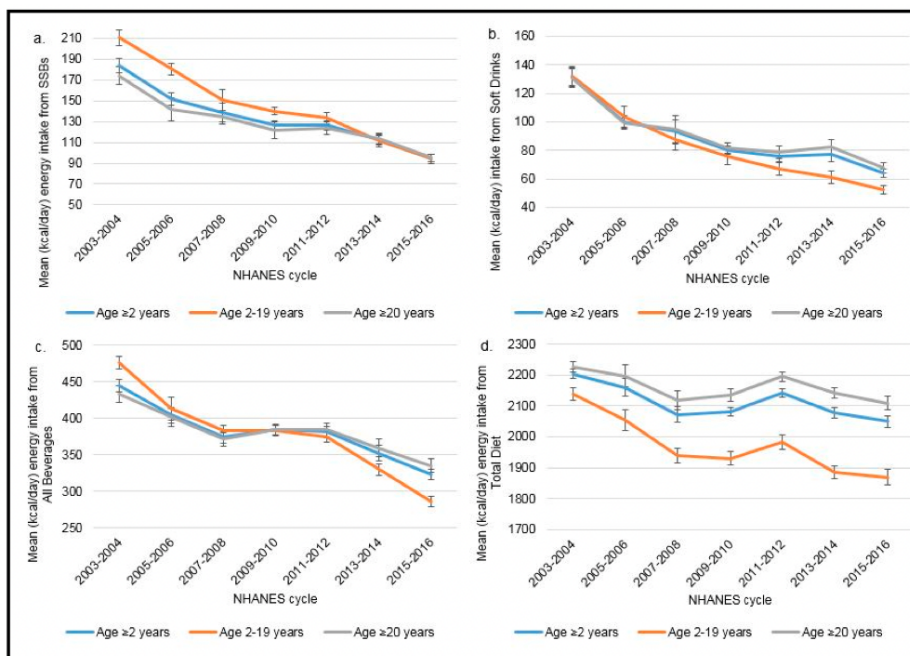 a.
Mean (kcal/day) energy intake from SSBs
210
190
170
150
130
110
90
70
50
2003-2004
2005-2006
2007-2008
2009-2010
2011-2012
2013-2014
2015-2016
NHANES cycle
Age ≥2 years
Age 2-19 years
Age ≥20 years
b.
Mean (kcal/day) intake from Soft Drinks
160
140
120
100
80
60
40
2003-2004
2005-2006
2007-2008
2009-2010
2011-2012
2013-2014
2015-2016
NHANES cycle
Age ≥2 years
Age 2-19 years
Age ≥20 years
c.
Mean (kcal/day) energy intake from
All Beverages
500
450
400
350
300
250
2003-2004
2005-2006
2007-2008
2009-2010
2011-2012
2013-2014
2015-2016
NHANES cycle
Age ≥2 years
Age 2-19 years
Age ≥20 years
d.
Mean (kcal/day) energy intake from
Total Diet
2300
2200
2100
2000
1900
1800
1700
2003-2004
2005-2006
2007-2008
2009-2010
2011-2012
2013-2014
2015-2016
NHANES cycle
Age ≥2 years
Age 2-19 years
Age ≥20 years